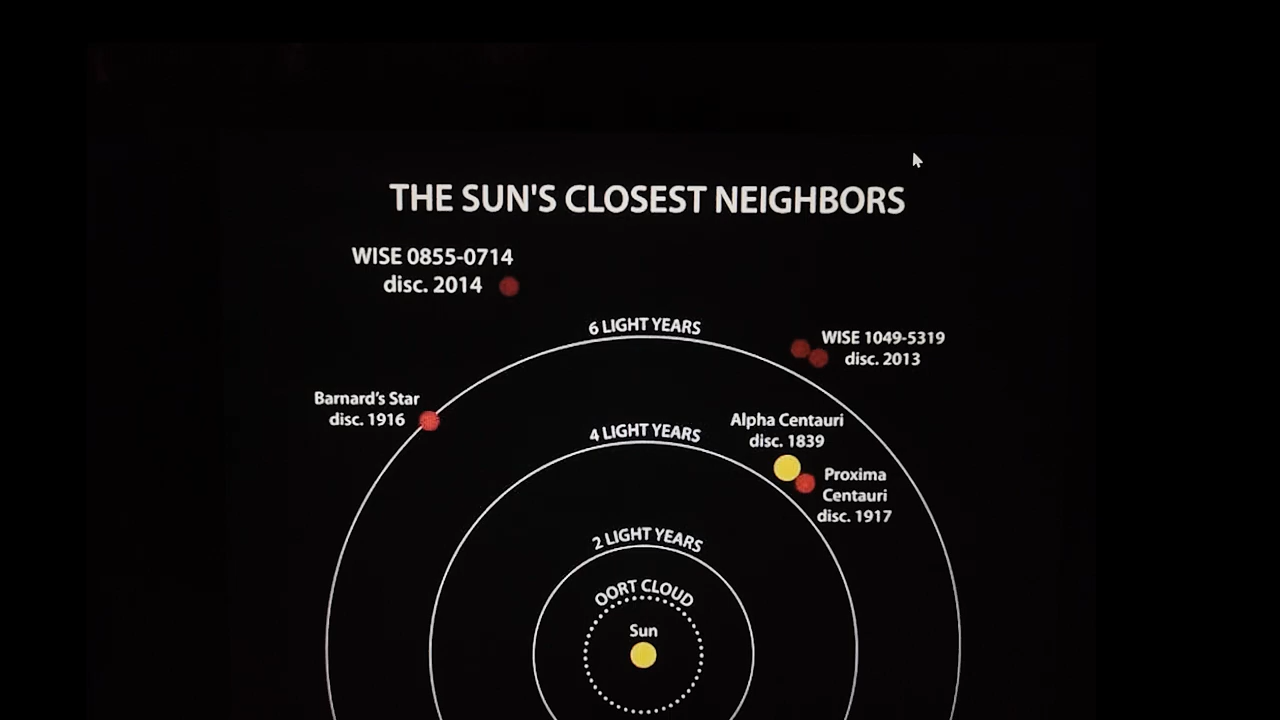 THE SUN'S CLOSEST NEIGHBORS
WISE 0855-0714
disc. 2014
6 LIGHT YEARS
WISE 1049-5319
disc. 2013
Barnard's Star
disc. 1916
4 LIGHT YEARS
Alpha Centauri
disc. 1839
Proxima
Centauri
disc. 1917
2 LIGHT YEARS
OORT CLOUD
Sun